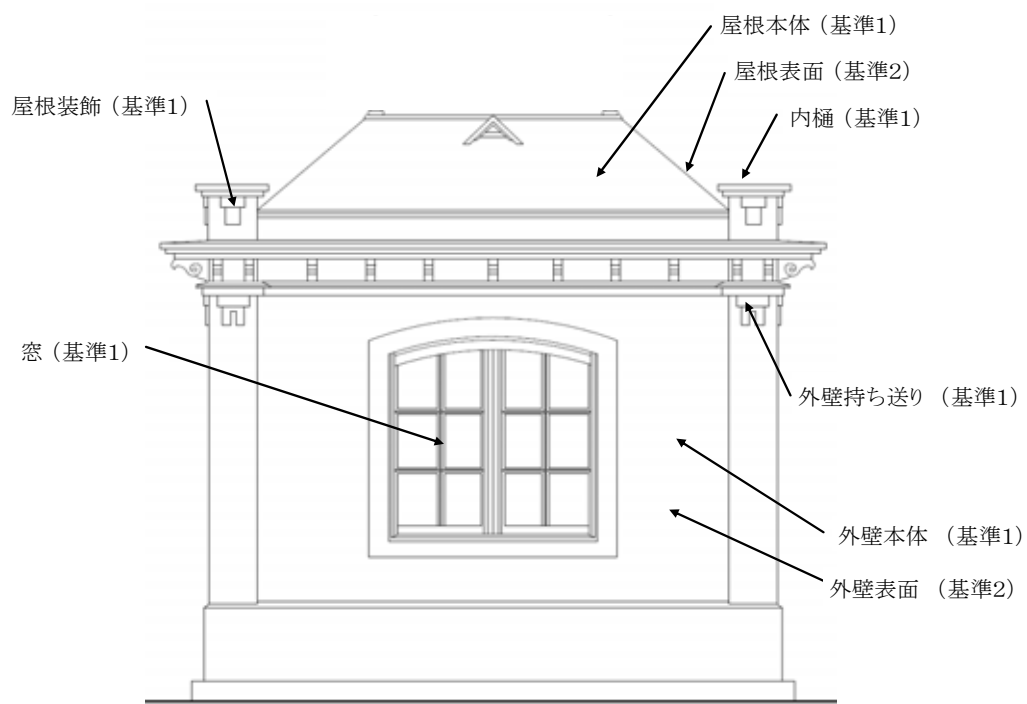 屋根本体（基準1）
屋根表面（基準2）
屋根装飾（基準1）
内樋（基準1）
窓（基準1）
外壁持ち送り （基準1）
外壁本体 （基準1）
外壁表面 （基準2）